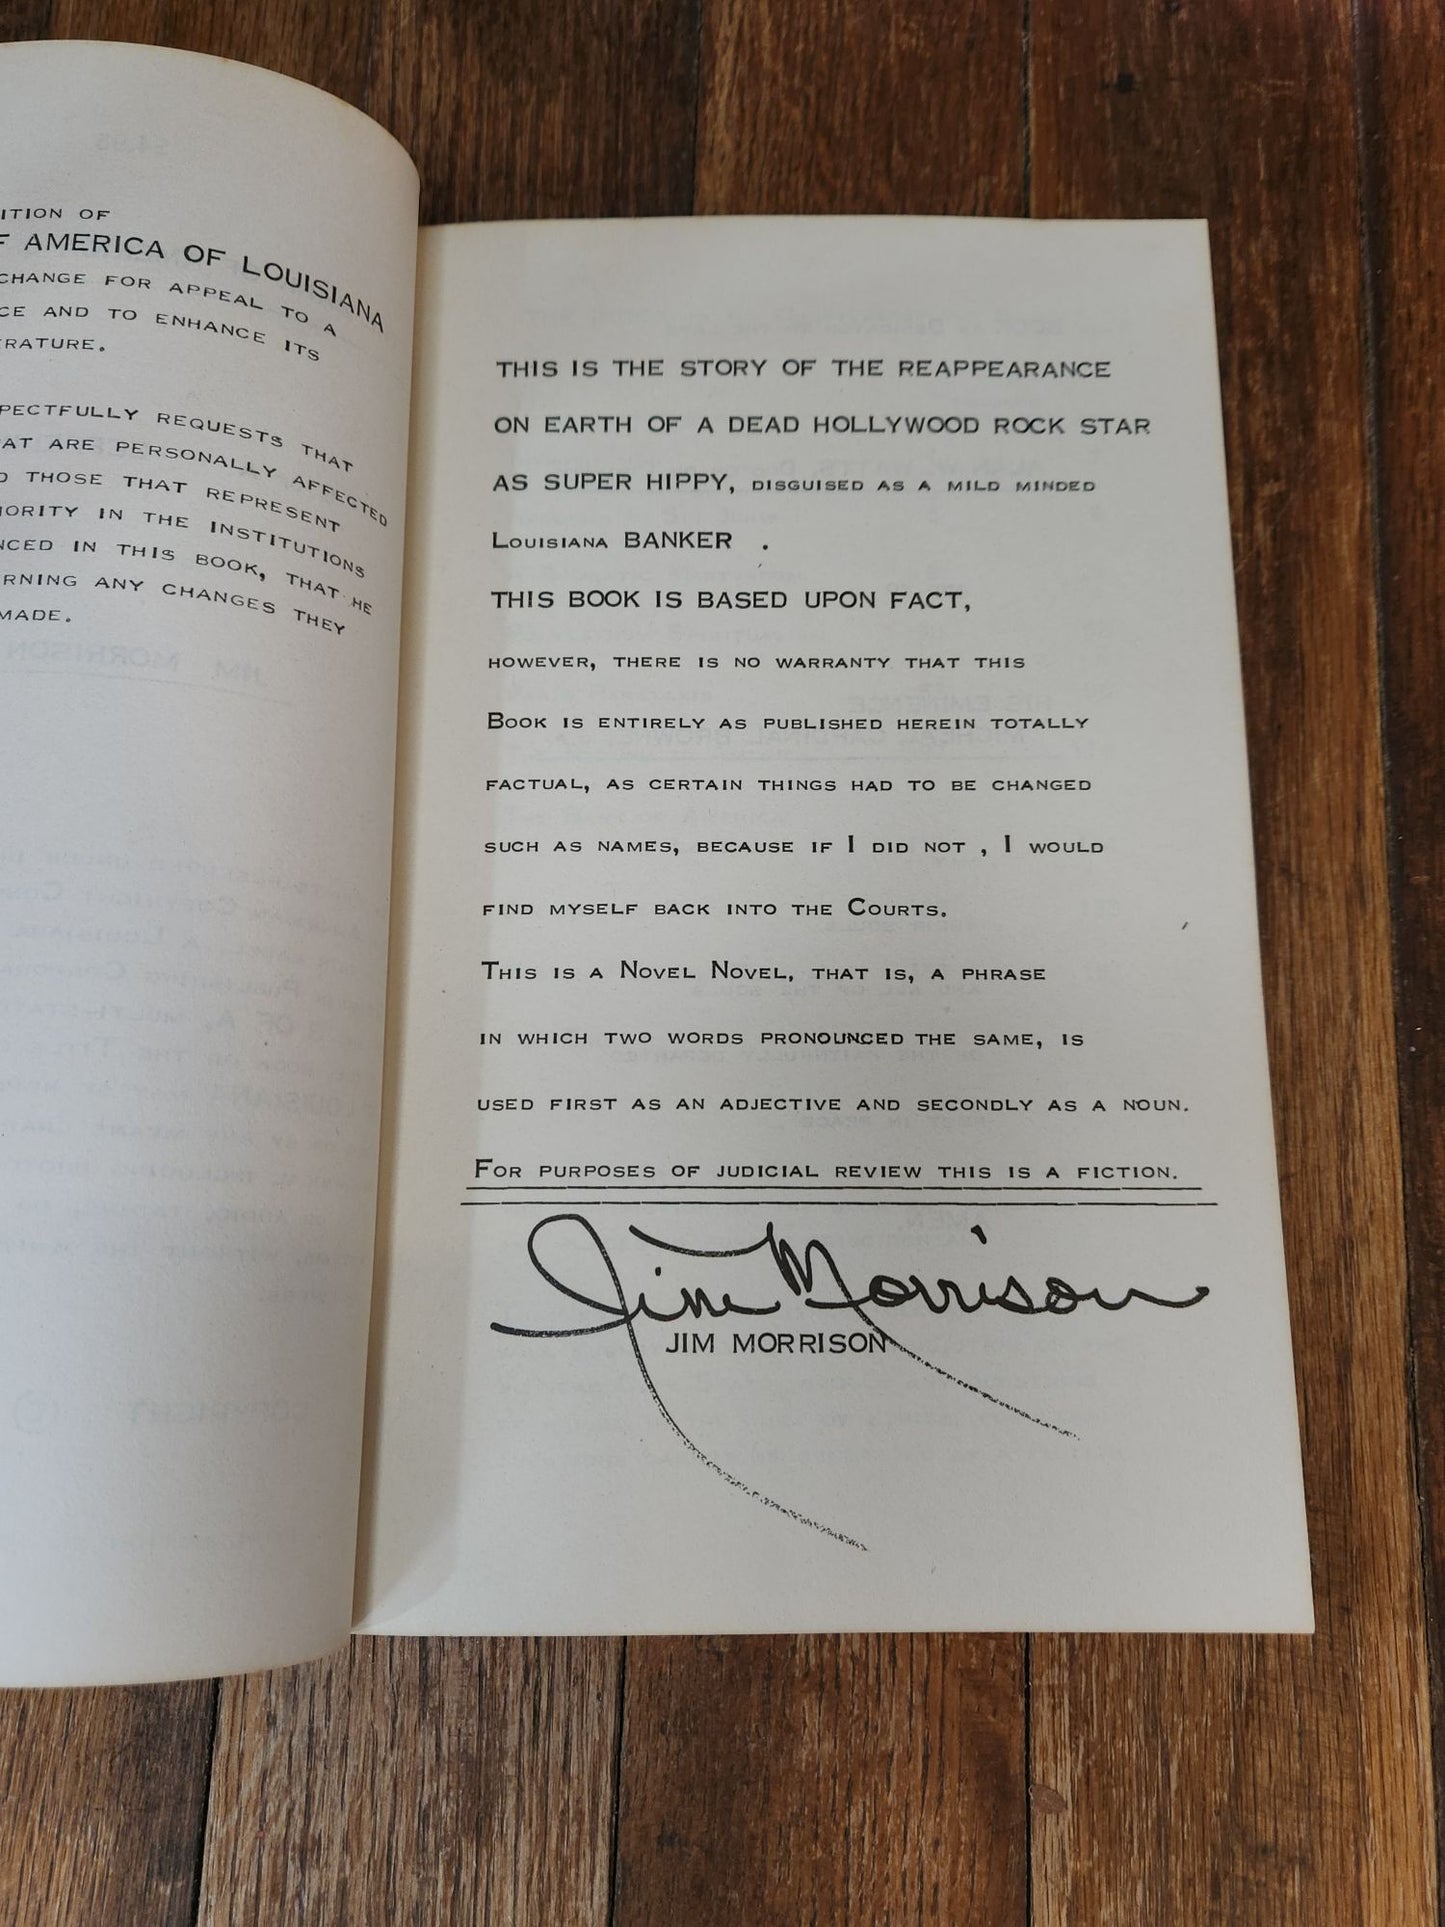 ITION OF
F AMERICA OF LOUISIANA
CHANGE FOR APPEAL TO A
CE AND TO ENHANCE ITS
ERATURE.
PECTFULLY REQUESTS THAT
AT ARE PERSONALLY AFFECTED
D THOSE THAT REPRESENT
HORITY IN THE INSTITUTIONS
NCED IN THIS BOOK, THAT HE
ERNING ANY CHANGES THEY
MADE.
THIS IS THE STORY OF THE REAPPEARANCE
ON EARTH OF A DEAD HOLLYWOOD ROCK STAR
AS SUPER HIPPY, DISGUISED AS A MILD MINDED
LOUISIANA BANKER .
THIS BOOK IS BASED UPON FACT,
HOWEVER, THERE IS NO WARRANTY THAT THIS
BOOK IS ENTIRELY AS PUBLISHED HEREIN TOTALLY
FACTUAL, AS CERTAIN THINGS HAD TO BE CHANGED
SUCH AS NAMES, BECAUSE IF I DID NOT , I WOULD
FIND MYSELF BACK INTO THE COURTS.
THIS IS A NOVEL NOVEL, THAT IS, A PHRASE
IN WHICH TWO WORDS PRONOUNCED THE SAME, IS
USED FIRST AS AN ADJECTIVE AND SECONDLY AS A NOUN.
FOR PURPOSES OF JUDICIAL REVIEW THIS IS A FICTION.
Jim Morrison
JIM MORRISON